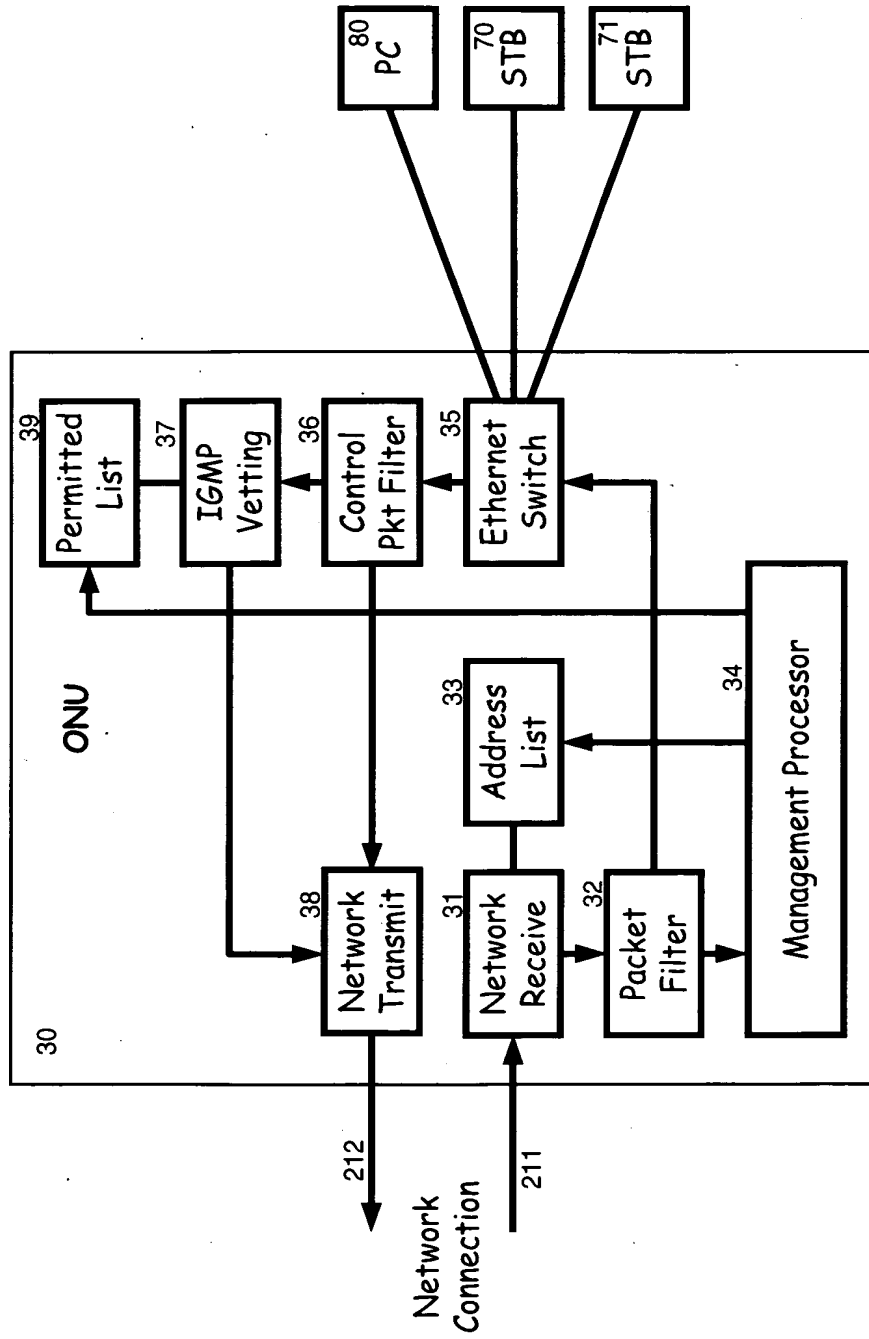 30
ONU
39
Permitted
List
37
IGMP
Vetting
36
Control
Pkt Filter
35
Ethernet
Switch
38
Network
Transmit
31
Network
Receive
33
Address
List
32
Packet
Filter
34
Management Processor
212
Network
Connection
211
80
PC
70
STB
71
STB